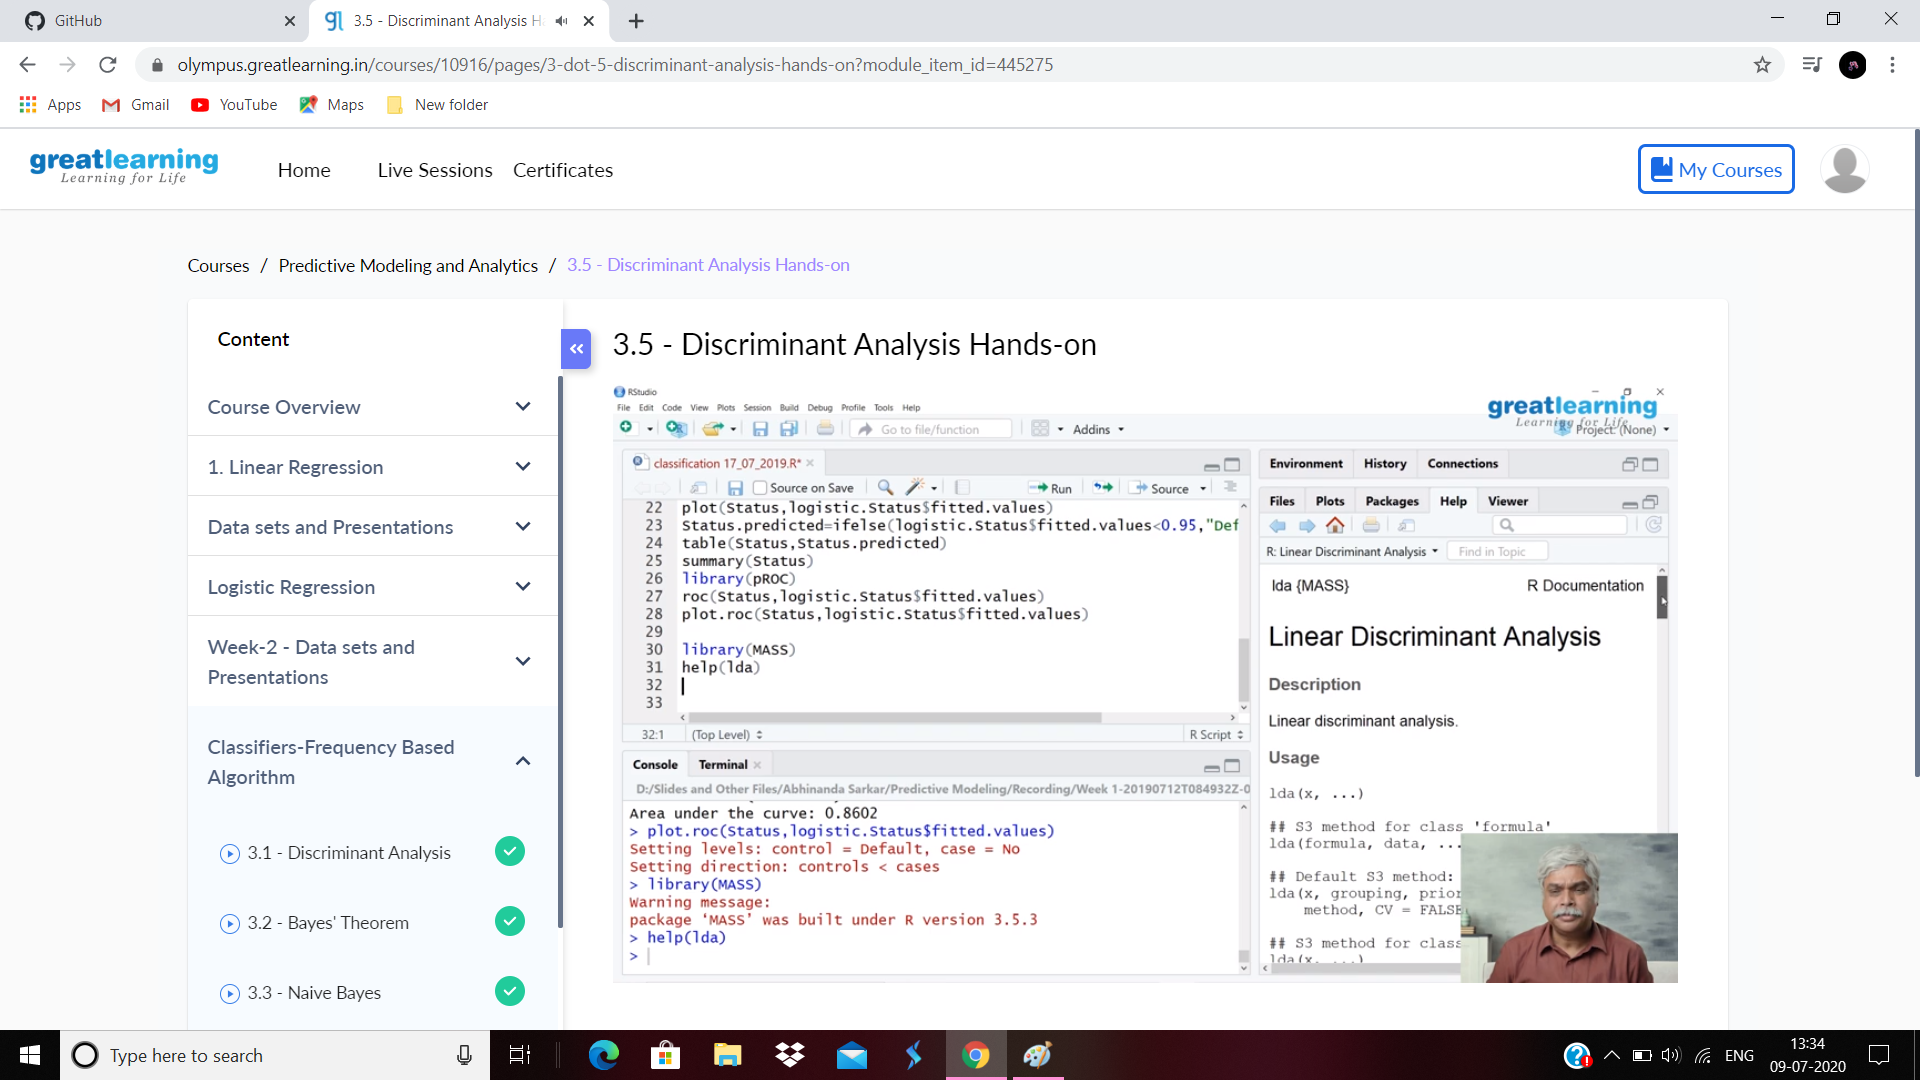 GitHub
3.5 - Discriminant Analysis H
olympus.greatlearning.in/courses/10916/pages/3-dot-5-discriminant-analysis-hands-on?module_item_id=445275
Apps Gmail YouTube Maps New folder
greatlearning
Learning for Life
Home Live Sessions Certificates
My Courses
Courses / Predictive Modeling and Analytics / 3.5 - Discriminant Analysis Hands-on
Content
Course Overview
1. Linear Regression
Data sets and Presentations
Logistic Regression
Week-2 - Data sets and
Presentations
Classifiers-Frequency Based
Algorithm
3.1 - Discriminant Analysis
3.2 - Bayes' Theorem
3.3 - Naive Bayes
3.5 - Discriminant Analysis Hands-on
RStudio
File Edit Code View Plots Session Build Debug Profile Tools Help
Go to file/function Addins
greatlearning
Learning for Life
Project: (None)
classification 17_07_2019.R*
Source on Save Run Source
22 plot(Status,logistic.Status$fitted.values)
23 Status.predicted=ifelse(logistic.Status$fitted.values<0.95,"Def
24 table(Status,Status.predicted)
25 summary(Status)
26 library(pROC)
27 roc(Status,logistic.Status$fitted.values)
28 plot.roc(Status,logistic.Status$fitted.values)
29
30 library(MASS)
31 help(lda)
32
33
32:1 (Top Level) R Script
Console Terminal
D:/Slides and Other Files/Abhinanda Sarkar/Predictive Modeling/Recording/Week 1-20190712T084932Z-0
Area under the curve: 0.8602
> plot.roc(Status,logistic.Status$fitted.values)
Setting levels: control = Default, case = No
Setting direction: controls < cases
> library(MASS)
Warning message:
package ‘MASS’ was built under R version 3.5.3
> help(lda)
>
Environment History Connections
Files Plots Packages Help Viewer
R: Linear Discriminant Analysis Find in Topic
lda {MASS} R Documentation
Linear Discriminant Analysis
Description
Linear discriminant analysis.
Usage
lda(x, ...)
## S3 method for class 'formula'
lda(formula, data, ...
## Default S3 method:
lda(x, grouping, prior
method, CV = FALSE
## S3 method for class
lda(x, ...)
Type here to search
ENG
13:34
09-07-2020